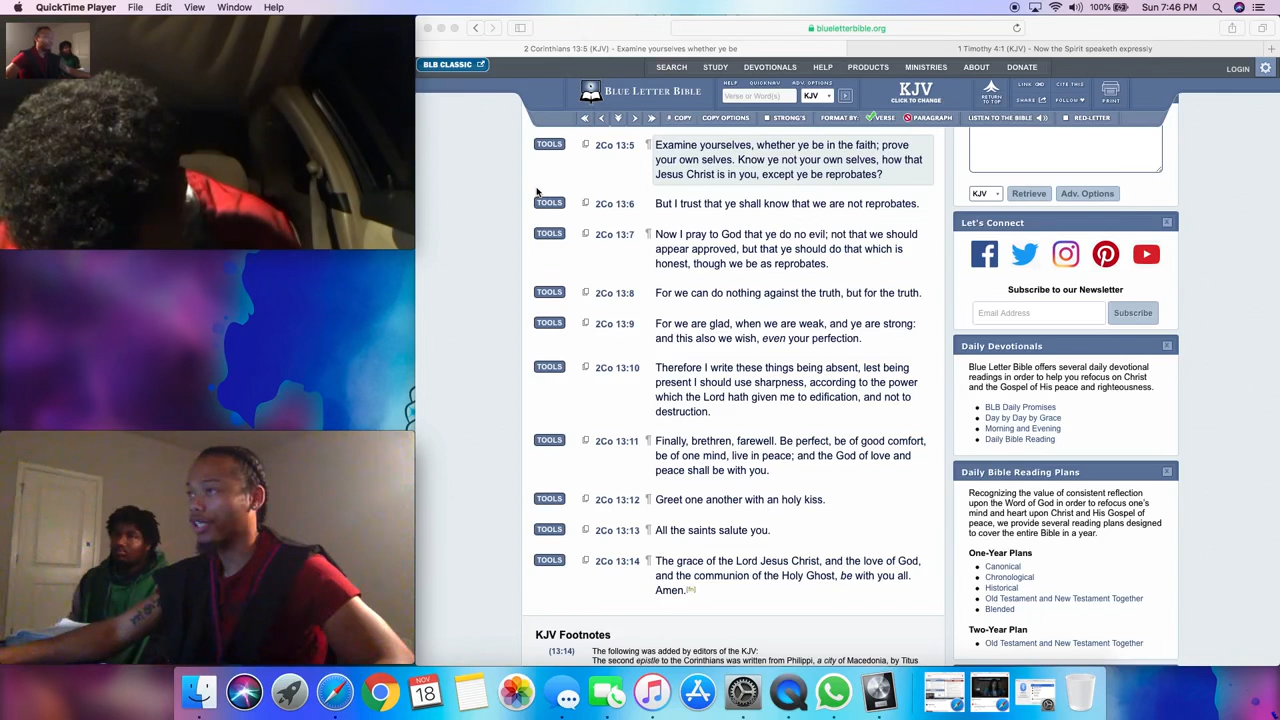 QuickTime Player File Edit View Window Help 100% Sun 7:46 PM
blueletterbible.org
2 Corinthians 13:5 (KJV) - Examine yourselves whether ye be
1 Timothy 4:1 (KJV) - Now the Spirit speaketh expressly
BLB CLASSIC SEARCH STUDY DEVOTIONALS HELP PRODUCTS MINISTRIES ABOUT DONATE LOGIN
BLUE LETTER BIBLE
HELP QUICKNAV ADV. OPTIONS
Verse or Word(s) KJV
KJV
CLICK TO CHANGE
RETURN TO TOP
LINK CITE THIS
SHARE FOLLOW PRINT
COPY COPY OPTIONS STRONG'S FORMAT BY: VERSE PARAGRAPH LISTEN TO THE BIBLE RED-LETTER
TOOLS 2Co 13:5 ¶ Examine yourselves, whether ye be in the faith; prove
your own selves. Know ye not your own selves, how that
Jesus Christ is in you, except ye be reprobates?
TOOLS 2Co 13:6 But I trust that ye shall know that we are not reprobates.
TOOLS 2Co 13:7 ¶ Now I pray to God that ye do no evil; not that we should
appear approved, but that ye should do that which is
honest, though we be as reprobates.
TOOLS 2Co 13:8 For we can do nothing against the truth, but for the truth.
TOOLS 2Co 13:9 ¶ For we are glad, when we are weak, and ye are strong:
and this also we wish, even your perfection.
TOOLS 2Co 13:10 Therefore I write these things being absent, lest being
present I should use sharpness, according to the power
which the Lord hath given me to edification, and not to
destruction.
TOOLS 2Co 13:11 ¶ Finally, brethren, farewell. Be perfect, be of good comfort,
be of one mind, live in peace; and the God of love and
peace shall be with you.
TOOLS 2Co 13:12 ¶ Greet one another with an holy kiss.
TOOLS 2Co 13:13 ¶ All the saints salute you.
TOOLS 2Co 13:14 ¶ The grace of the Lord Jesus Christ, and the love of God,
and the communion of the Holy Ghost, be with you all.
Amen.
KJV Footnotes
(13:14) The following was added by editors of the KJV:
The second epistle to the Corinthians was written from Philippi, a city of Macedonia, by Titus
KJV Retrieve Adv. Options
Let's Connect
Subscribe to our Newsletter
Email Address Subscribe
Daily Devotionals
Blue Letter Bible offers several daily devotional
readings in order to help you refocus on Christ
and the Gospel of His peace and righteousness.
BLB Daily Promises
Day by Day by Grace
Morning and Evening
Daily Bible Reading
Daily Bible Reading Plans
Recognizing the value of consistent reflection
upon the Word of God in order to refocus one's
mind and heart upon Christ and His Gospel of
peace, we provide several reading plans designed
to cover the entire Bible in a year.
One-Year Plans
Canonical
Chronological
Historical
Old Testament and New Testament Together
Blended
Two-Year Plan
Old Testament and New Testament Together
NOV
18